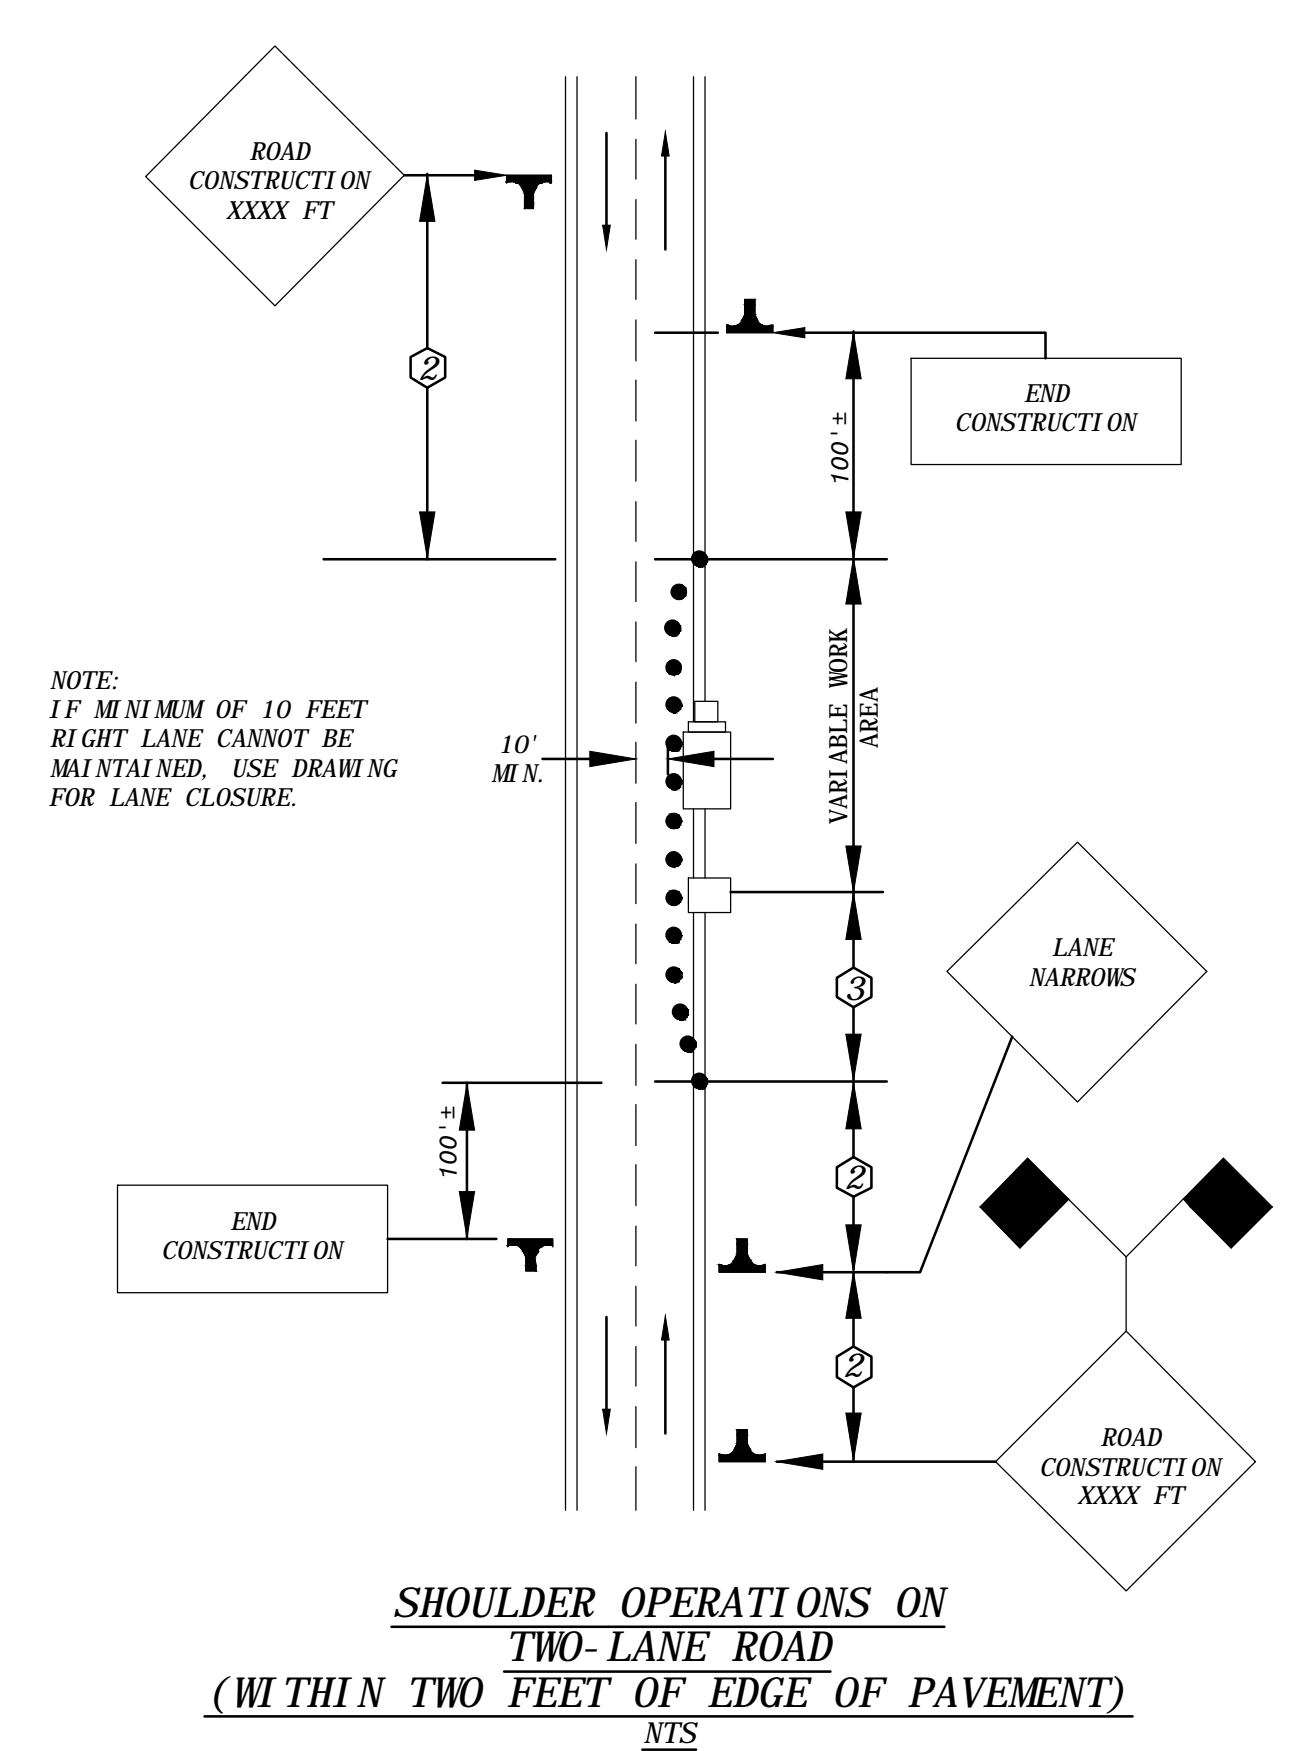 ROAD
CONSTRUCTION
XXXX FT
2
END
CONSTRUCTION
100'±
NOTE:
IF MINIMUM OF 10 FEET
RIGHT LANE CANNOT BE
MAINTAINED, USE DRAWING
FOR LANE CLOSURE.
10'
MIN.
VARIABLE WORK
AREA
LANE
NARROWS
3
100'±
2
END
CONSTRUCTION
2
ROAD
CONSTRUCTION
XXXX FT
SHOULDER OPERATIONS ON
TWO-LANE ROAD
(WITHIN TWO FEET OF EDGE OF PAVEMENT)
NTS